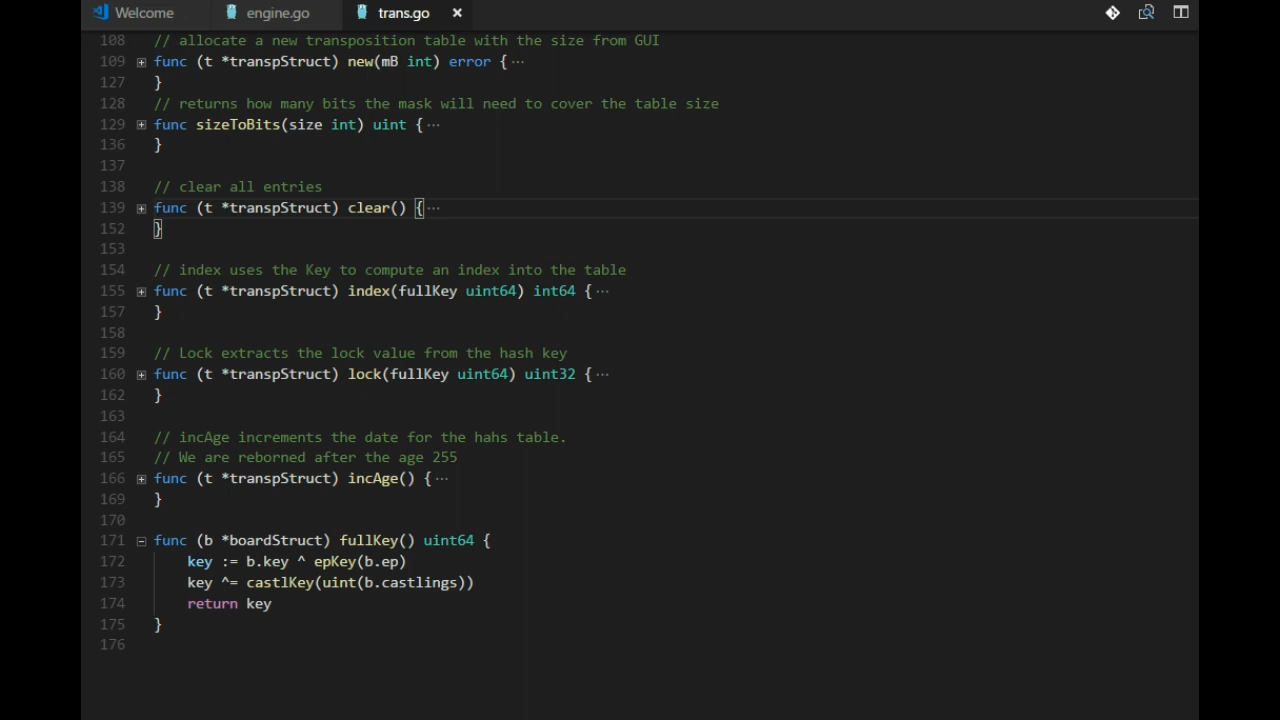 Welcome engine.go trans.go ×
108 // allocate a new transposition table with the size from GUI
109 func (t *transpStruct) new(mB int) error {···
127 }
128 // returns how many bits the mask will need to cover the table size
129 func sizeToBits(size int) uint {···
136 }
137
138 // clear all entries
139 func (t *transpStruct) clear() {···
152 }
153
154 // index uses the Key to compute an index into the table
155 func (t *transpStruct) index(fullKey uint64) int64 {···
157 }
158
159 // Lock extracts the lock value from the hash key
160 func (t *transpStruct) lock(fullKey uint64) uint32 {···
162 }
163
164 // incAge increments the date for the hahs table.
165 // We are reborned after the age 255
166 func (t *transpStruct) incAge() {···
169 }
170
171 func (b *boardStruct) fullKey() uint64 {
172 key := b.key ^ epKey(b.ep)
173 key ^= castlKey(uint(b.castlings))
174 return key
175 }
176